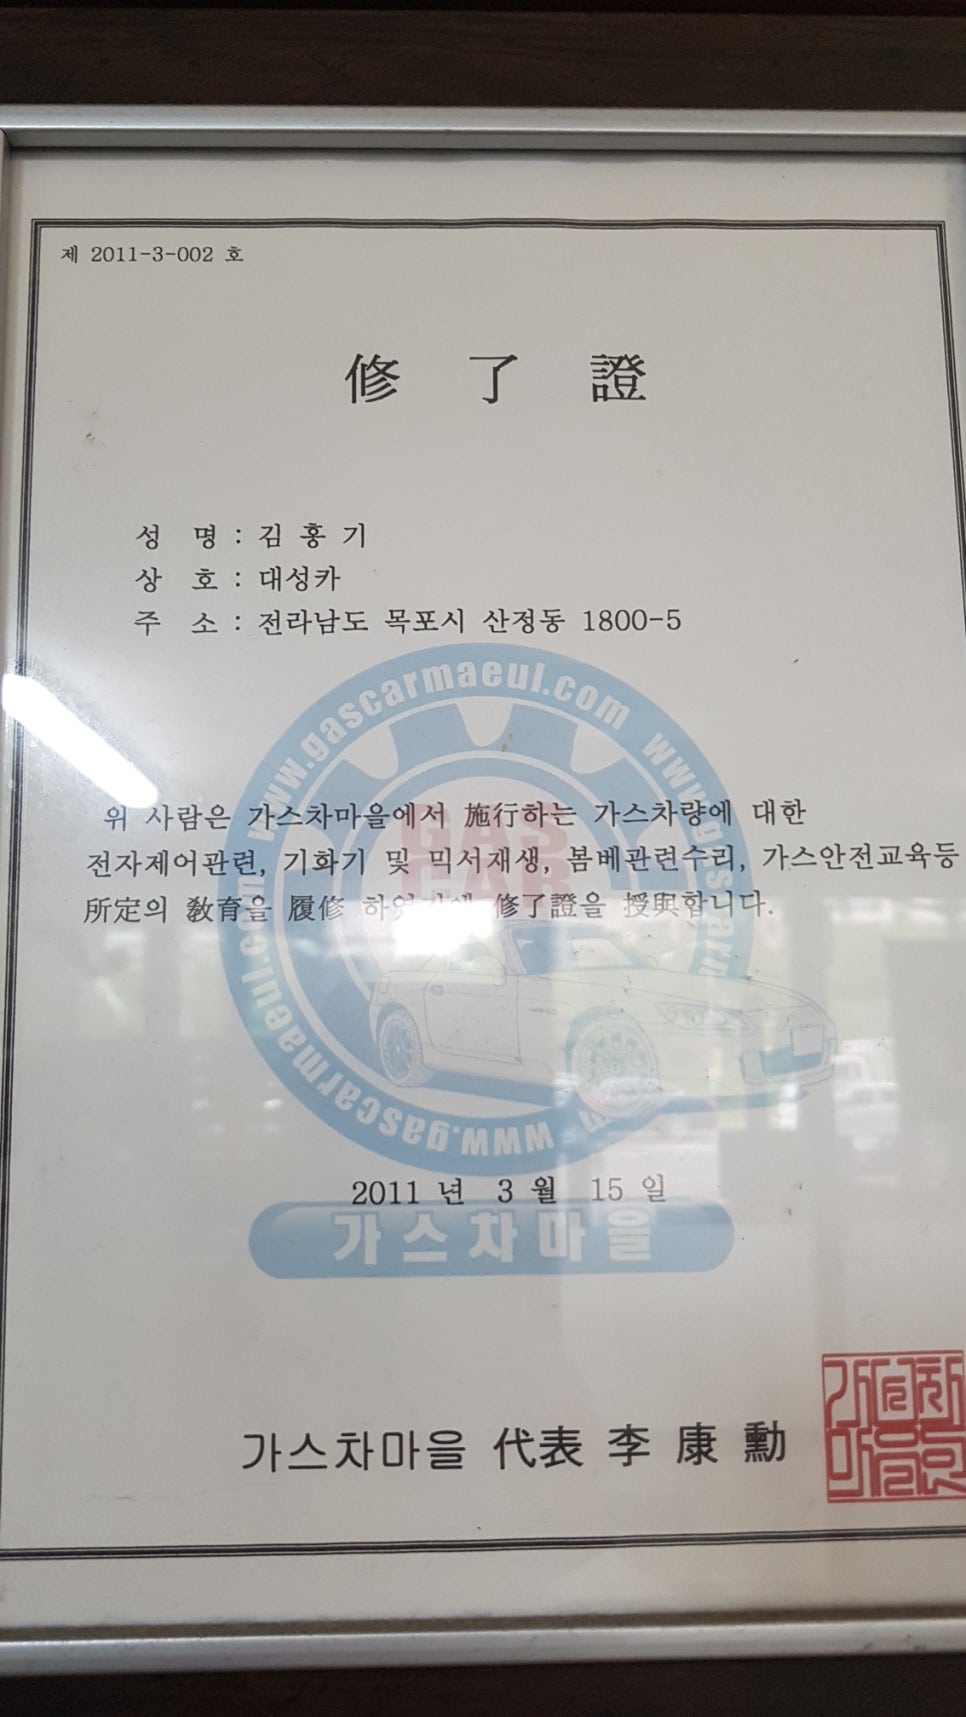 제 2011-3-002 호
修 了 證
성 명 : 김 홍 기
상 호 : 대성카
주 소 : 전라남도 목포시 산정동 1800-5
www.gascarmaeul.com
위 사람은 가스차마을에서 施行하는 가스차량에 대한
전자제어관련, 기화기 및 믹서재생, 봄베관련수리, 가스안전교육등
所定의 敎育을 履修 修了證을 授與합니다.
GAS
CAR
www.gascarmaeul.com
2011 년 3 월 15 일
가스차마을
가스차마을 代表 李 康 勳